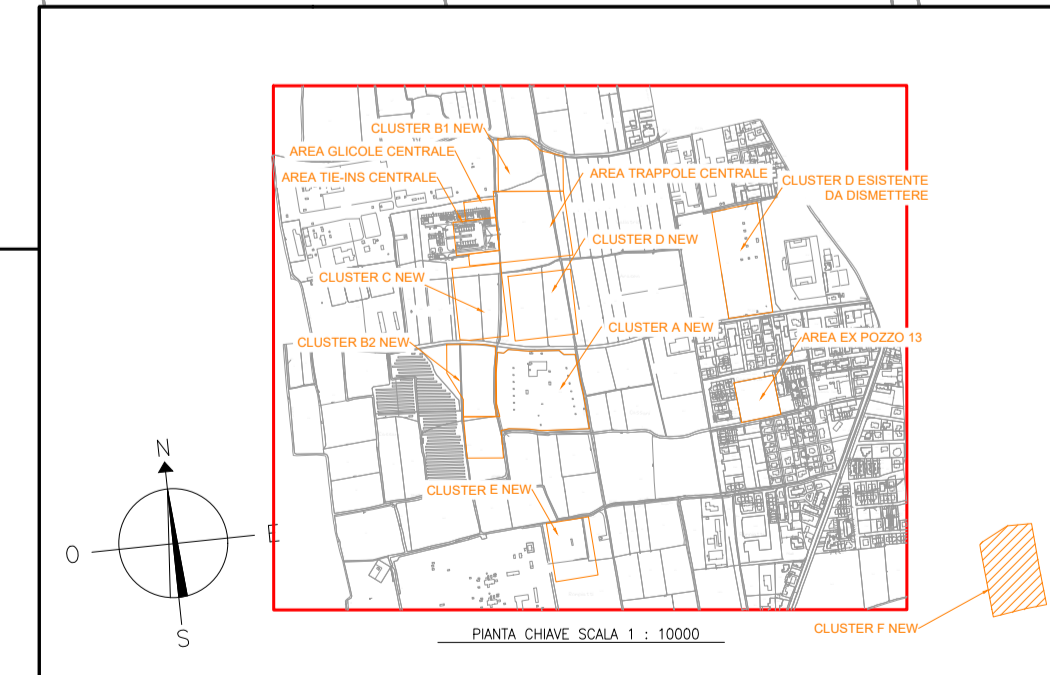 CLUSTER B1 NEW
AREA GLICOLE CENTRALE
AREA TIE-INS CENTRALE
AREA TRAPPOLE CENTRALE
CLUSTER D ESISTENTE
DA DISMETTERE
CLUSTER D NEW
CLUSTER C NEW
CLUSTER A NEW
CLUSTER B2 NEW
AREA EX POZZO 13
CLUSTER E NEW
N
O
E
S
CLUSTER F NEW
PIANTA CHIAVE SCALA 1 : 10000